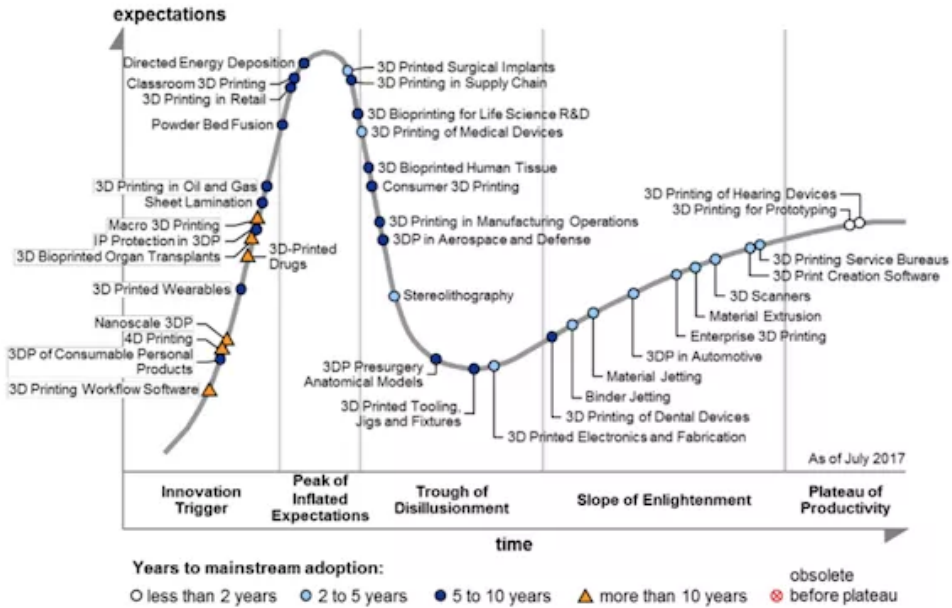 expectations
Directed Energy Deposition
Classroom 3D Printing
3D Printing in Retail
Powder Bed Fusion
3D Printing in Oil and Gas
Sheet Lamination
Macro 3D Printing
IP Protection in 3DP
3D Bioprinted Organ Transplants
3D-Printed
Drugs
3D Printed Wearables
Nanoscale 3DP
4D Printing
3DP of Consumable Personal
Products
3D Printing Workflow Software
3D Printed Surgical Implants
3D Printing in Supply Chain
3D Bioprinting for Life Science R&D
3D Printing of Medical Devices
3D Bioprinted Human Tissue
Consumer 3D Printing
3D Printing in Manufacturing Operations
3DP in Aerospace and Defense
Stereolithography
3DP Presurgery
Anatomical Models
3D Printed Tooling,
Jigs and Fixtures
3D Printed Electronics and Fabrication
3D Printing of Dental Devices
Binder Jetting
Material Jetting
3DP in Automotive
Enterprise 3D Printing
Material Extrusion
3D Scanners
3D Print Creation Software
3D Printing Service Bureaus
3D Printing of Hearing Devices
3D Printing for Prototyping
As of July 2017
Innovation
Trigger
Peak of
Inflated
Expectations
Trough of
Disillusionment
Slope of Enlightenment
Plateau of
Productivity
time
Years to mainstream adoption:
less than 2 years
2 to 5 years
5 to 10 years
more than 10 years
obsolete
before plateau